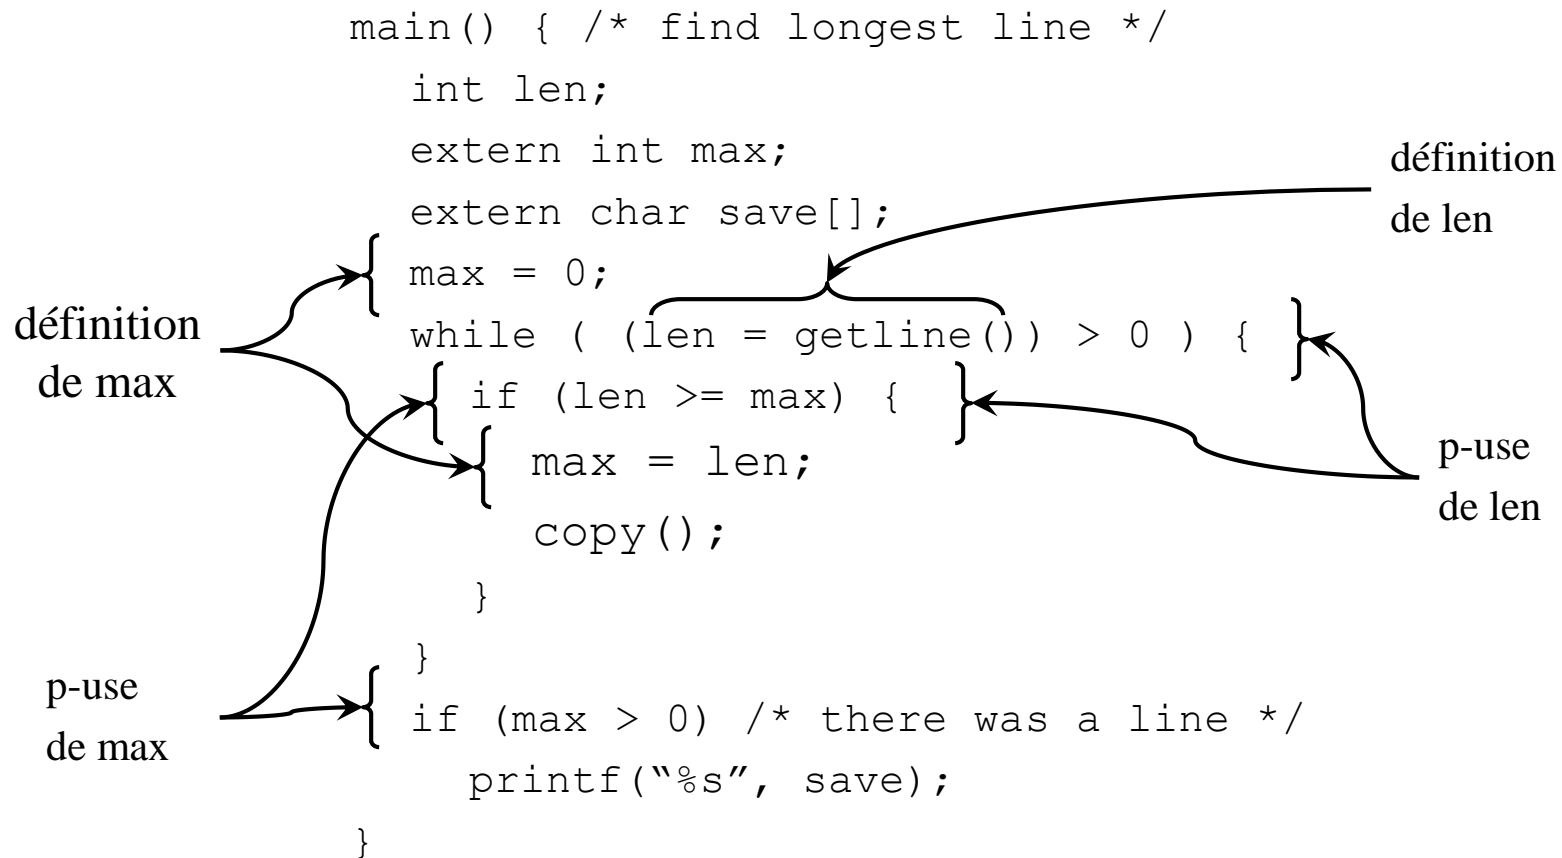 main() { /* find longest line */
int len;
extern int max;
extern char save[];
max = 0;
while ( (len = getline()) > 0 ) {
if (len >= max) {
max = len;
copy();
}
}
if (max > 0) /* there was a line */
printf(“%s”, save);
}
définition
de len
définition
de max
p-use
de len
p-use
de max